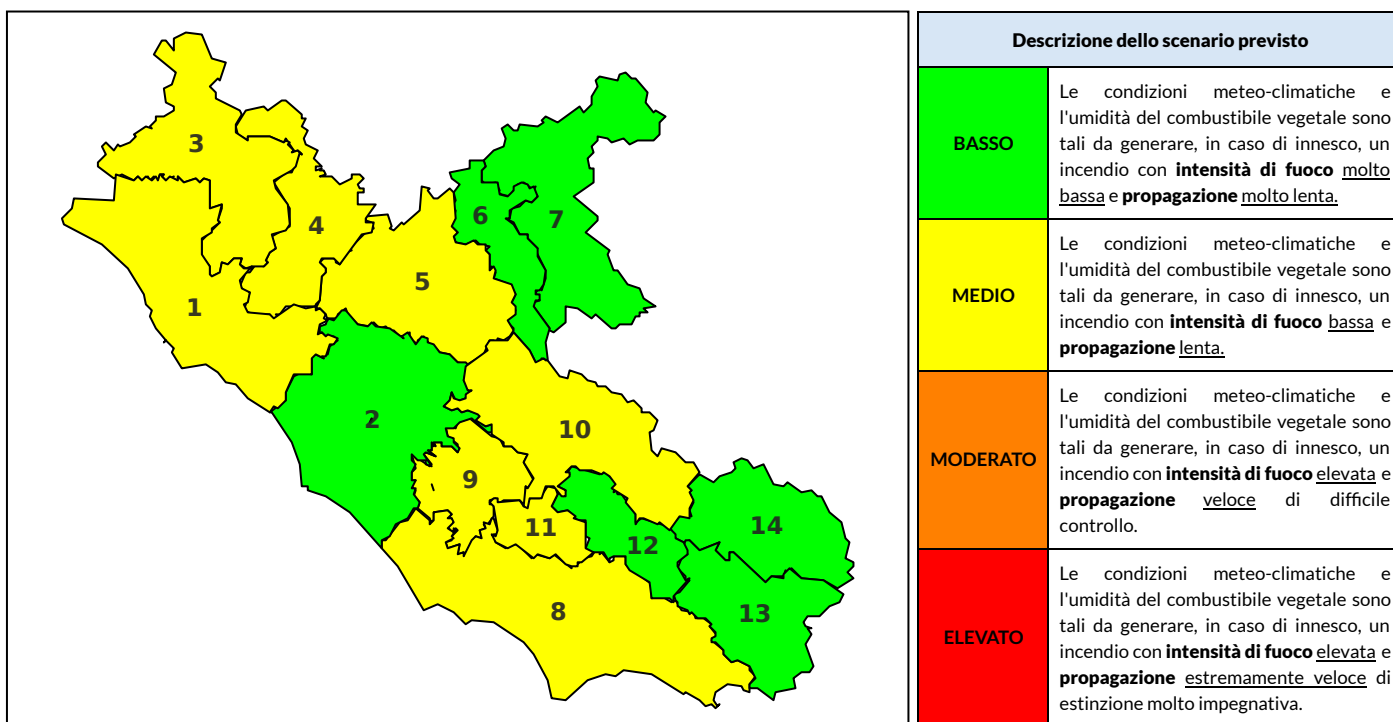 3
4
6
7
5
1
2
10
9
11
12
14
8
13
Descrizione dello scenario previsto
BASSO
Le condizioni meteo-climatiche e
l'umidità del combustibile vegetale sono
tali da generare, in caso di innesco, un
incendio con intensità di fuoco molto
bassa e propagazione molto lenta.
MEDIO
Le condizioni meteo-climatiche e
l'umidità del combustibile vegetale sono
tali da generare, in caso di innesco, un
incendio con intensità di fuoco bassa e
propagazione lenta.
MODERATO
Le condizioni meteo-climatiche e
l'umidità del combustibile vegetale sono
tali da generare, in caso di innesco, un
incendio con intensità di fuoco elevata e
propagazione veloce di difficile
controllo.
ELEVATO
Le condizioni meteo-climatiche e
l'umidità del combustibile vegetale sono
tali da generare, in caso di innesco, un
incendio con intensità di fuoco elevata e
propagazione estremamente veloce di
estinzione molto impegnativa.